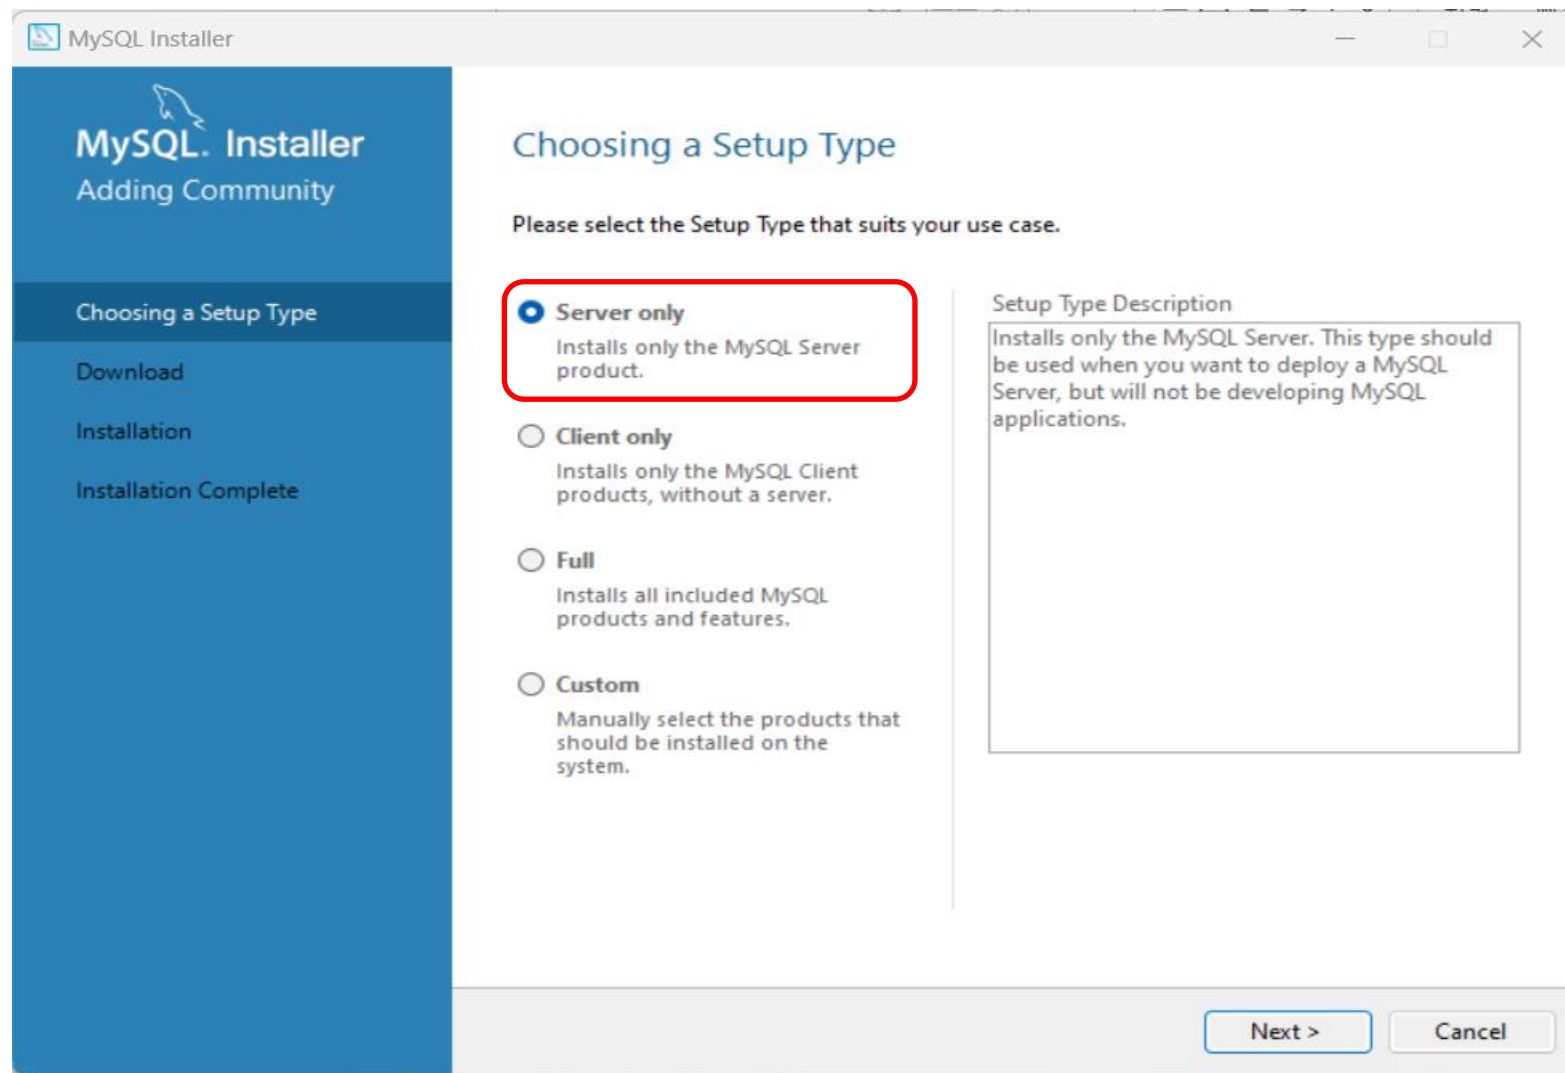 MySQL Installer
MySQL. Installer
Adding Community
Choosing a Setup Type
Download
Installation
Installation Complete
Choosing a Setup Type
Please select the Setup Type that suits your use case.
Server only
Installs only the MySQL Server
product.
Client only
Installs only the MySQL Client
products, without a server.
Full
Installs all included MySQL
products and features.
Custom
Manually select the products that
should be installed on the
system.
Setup Type Description
Installs only the MySQL Server. This type should
be used when you want to deploy a MySQL
Server, but will not be developing MySQL
applications.
Next >
Cancel